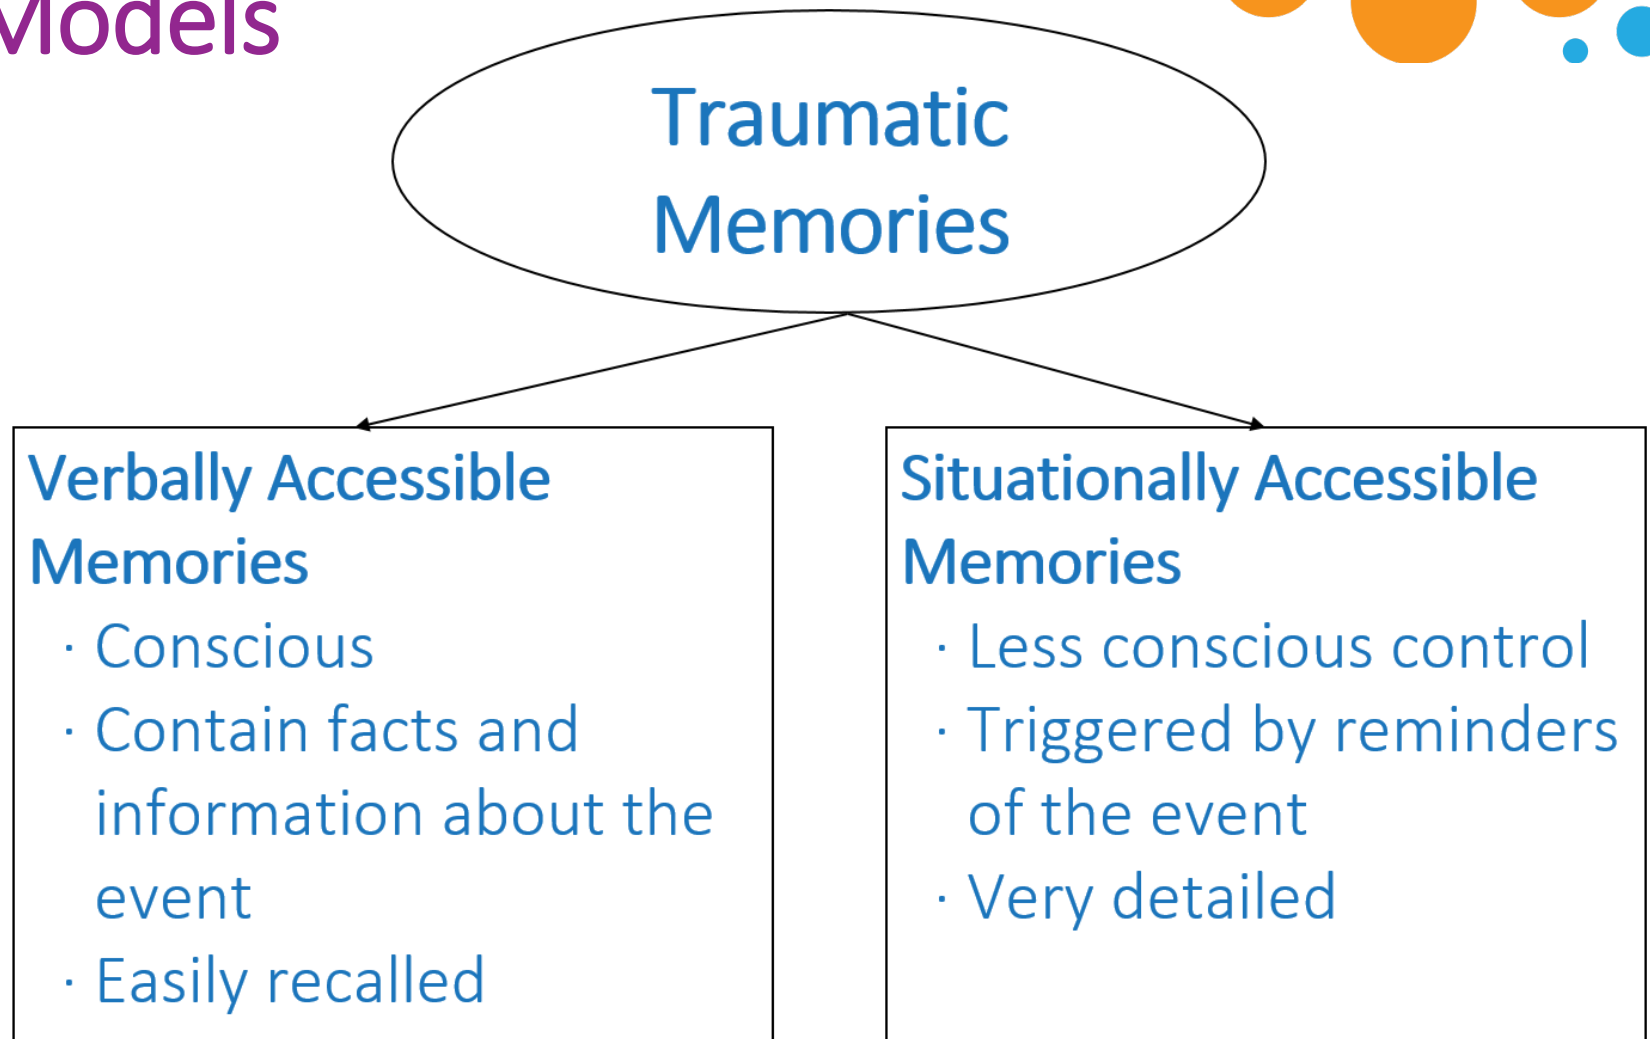 Models
Traumatic
Memories
Verbally Accessible
Memories
· Conscious
· Contain facts and
information about the
event
· Easily recalled
Situationally Accessible
Memories
· Less conscious control
· Triggered by reminders
of the event
· Very detailed